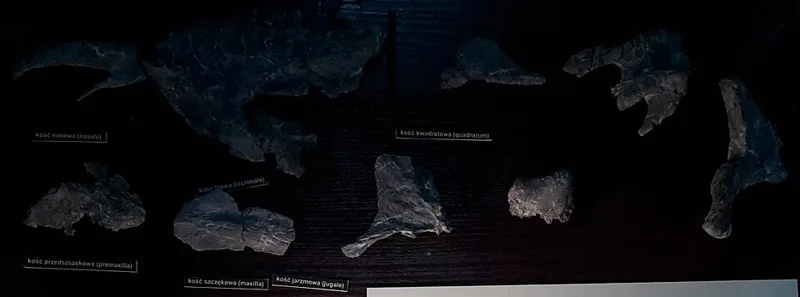 kość nosowa (nasale)
kość kwadratowa (quadratum)
kość łzowa (lacrimale)
kość przedszczękowa (premaxilla)
kość szczękowa (maxilla)
kość jarzmowa (jugale)